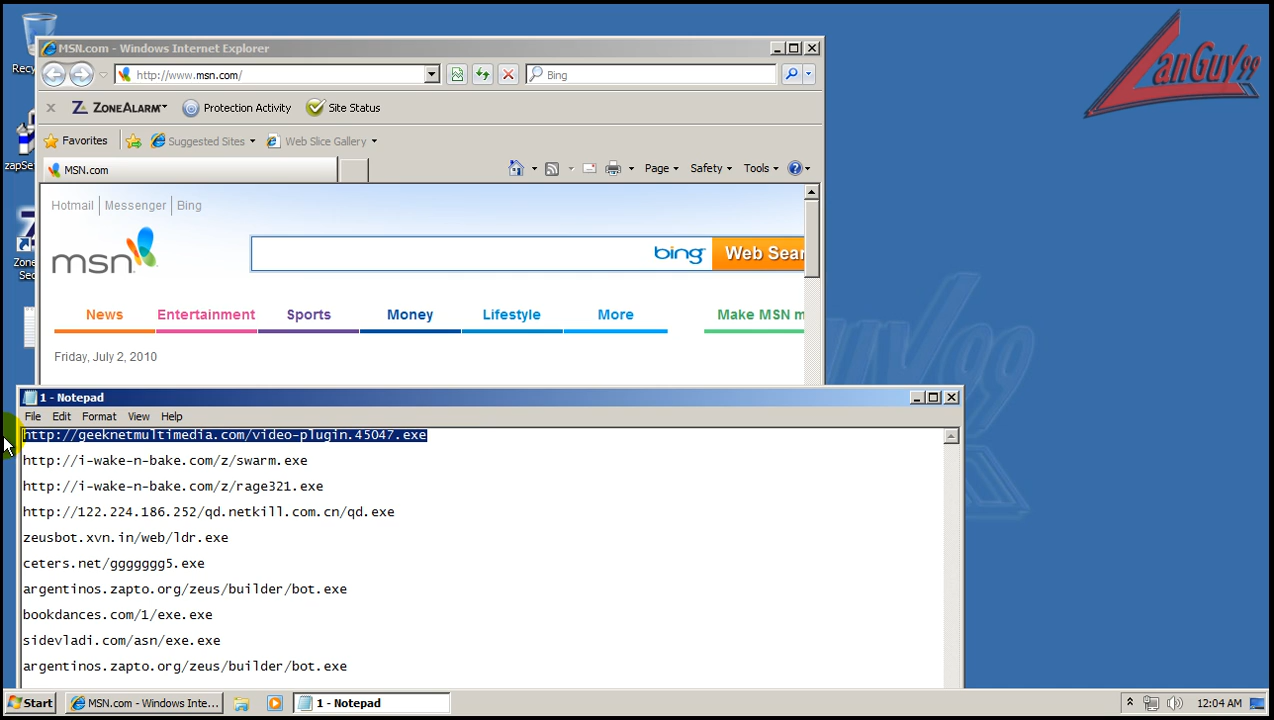 Recy
MSN.com - Windows Internet Explorer
LanGuy99
http://www.msn.com/
Bing
ZONEALARM
Protection Activity
Site Status
Favorites
Suggested Sites
Web Slice Gallery
zapSe
MSN.com
Page
Safety
Tools
Hotmail | Messenger | Bing
msn
bing
Web Sear
Zone
Sec
News
Entertainment
Sports
Money
Lifestyle
More
Make MSN m
Friday, July 2, 2010
1 - Notepad
File Edit Format View Help
http://geeknetmultimedia.com/video-plugin.45047.exe
http://i-wake-n-bake.com/z/swarm.exe
http://i-wake-n-bake.com/z/rage321.exe
http://122.224.186.252/qd.netkill.com.cn/qd.exe
zeusbot.xvn.in/web/ldr.exe
ceters.net/ggggggg5.exe
argentinos.zapto.org/zeus/builder/bot.exe
bookdances.com/1/exe.exe
sidevladi.com/asn/exe.exe
argentinos.zapto.org/zeus/builder/bot.exe
Start
MSN.com - Windows Inte...
1 - Notepad
12:04 AM